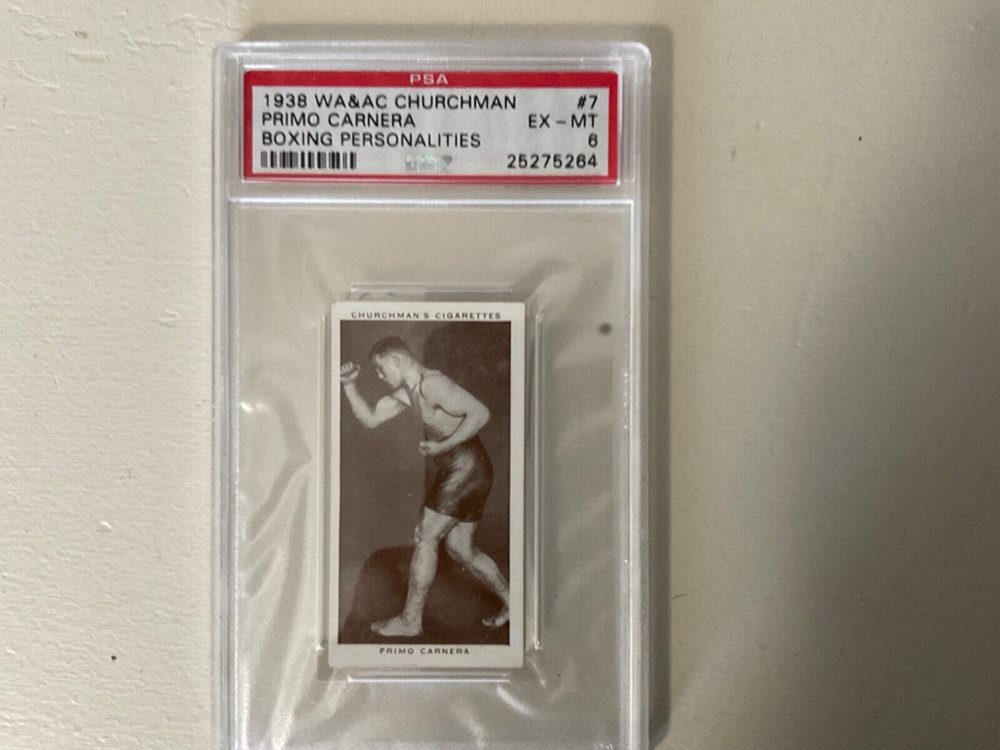 PSA
1938 WA&AC CHURCHMAN #7
PRIMO CARNERA EX - MT
BOXING PERSONALITIES 6
25275264
CHURCHMAN'S CIGARETTES
PRIMO CARNERA